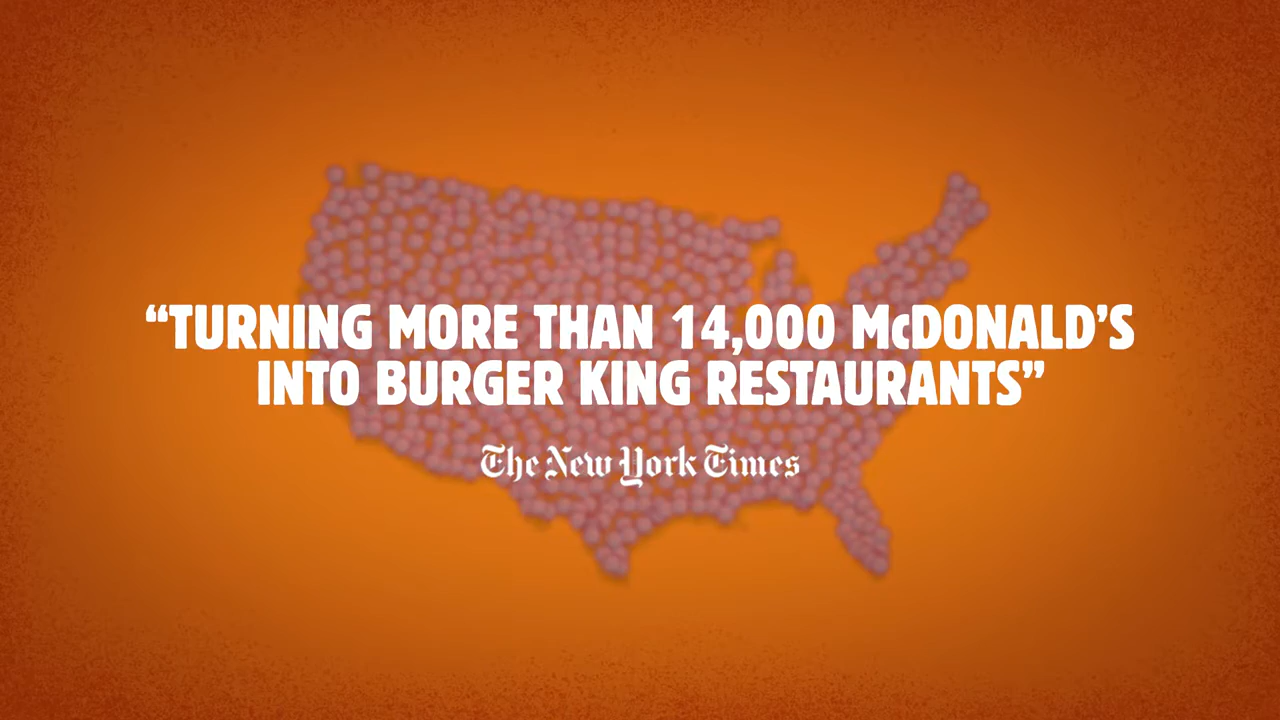 “TURNING MORE THAN 14,000 McDONALD’S
INTO BURGER KING RESTAURANTS”
The New York Times